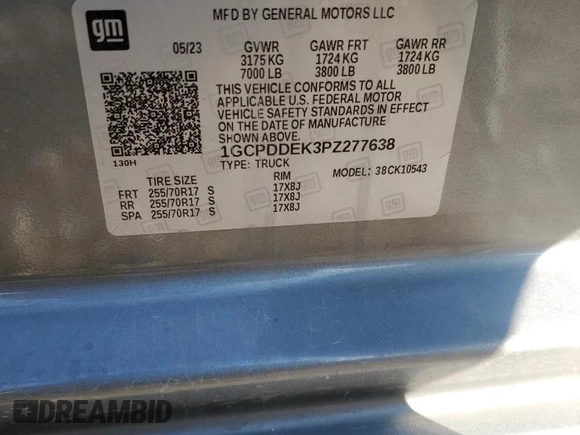 MFD BY GENERAL MOTORS LLC
gm
05/23 GVWR GAWR FRT GAWR RR
3175 KG 1724 KG 1724 KG
7000 LB 3800 LB 3800 LB
THIS VEHICLE CONFORMS TO ALL
APPLICABLE U.S. FEDERAL MOTOR
VEHICLE SAFETY STANDARDS IN EFFECT
ON THE DATE OF MANUFACTURE
SHOWN ABOVE.
1GCPDDEK3PZ277638
130H
TYPE: TRUCK
MODEL: 38CK10543
TIRE SIZE RIM
FRT 255/70R17 S 17X8J
RR 255/70R17 S 17X8J
SPA 255/70R17 S 17X8J
DREAMBID